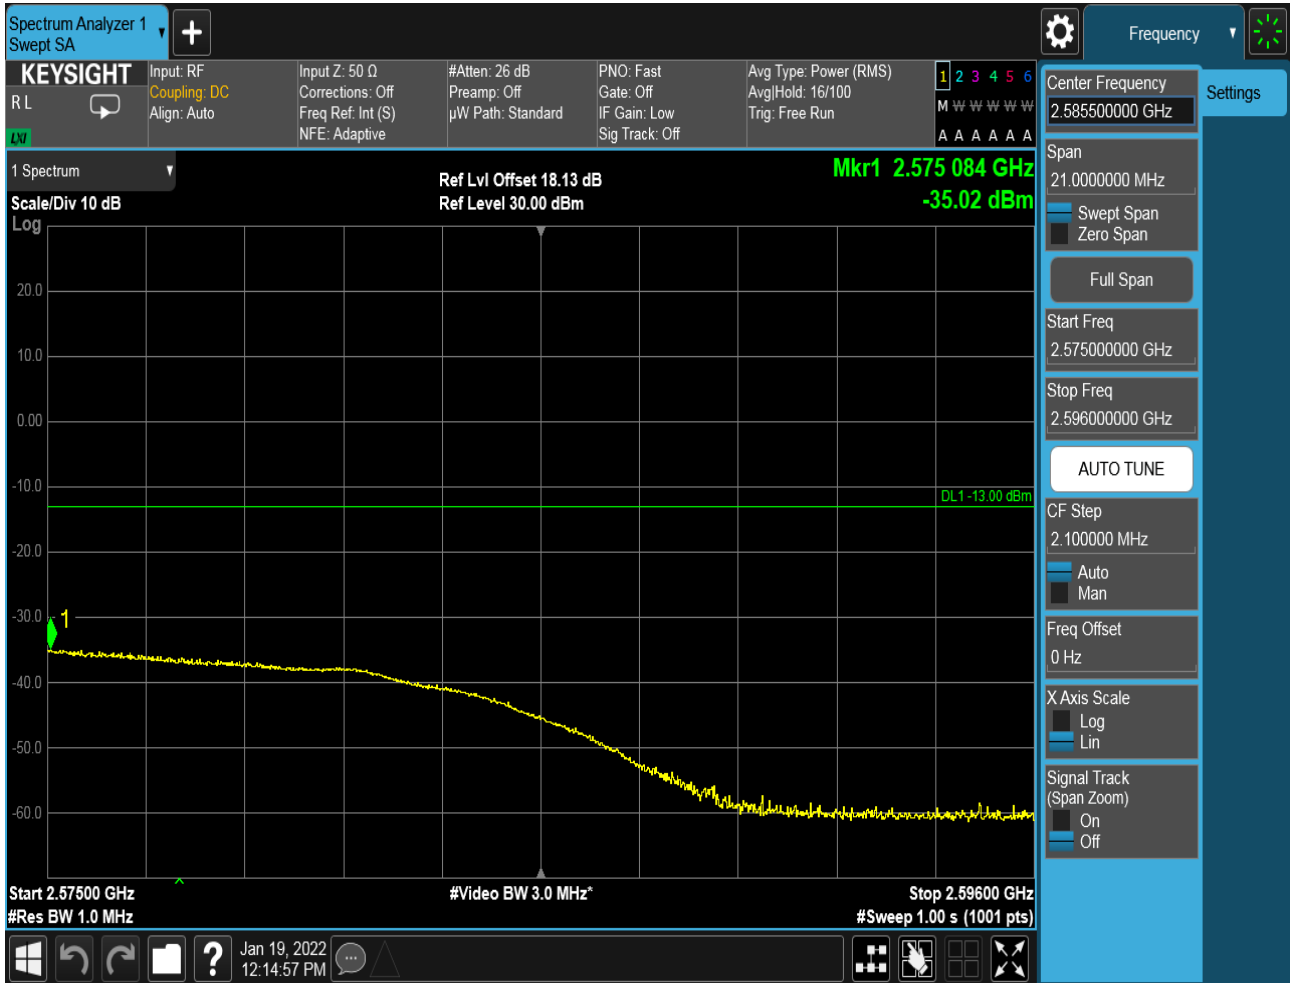 Spectrum Analyzer 1
Swept SA
Frequency
KEYSIGHT
R L
LXI
Input: RF
Coupling: DC
Align: Auto
Input Z: 50 Ω
Corrections: Off
Freq Ref: Int (S)
NFE: Adaptive
#Atten: 26 dB
Preamp: Off
µW Path: Standard
PNO: Fast
Gate: Off
IF Gain: Low
Sig Track: Off
Avg Type: Power (RMS)
Avg|Hold: 16/100
Trig: Free Run
1 2 3 4 5 6
M W W W W W
A A A A A A
1 Spectrum
Scale/Div 10 dB
Log
Ref Lvl Offset 18.13 dB
Ref Level 30.00 dBm
Mkr1 2.575 084 GHz
-35.02 dBm
20.0
10.0
0.00
-10.0
DL1 -13.00 dBm
-20.0
-30.0
1
-40.0
-50.0
-60.0
Start 2.57500 GHz
#Res BW 1.0 MHz
#Video BW 3.0 MHz*
Stop 2.59600 GHz
#Sweep 1.00 s (1001 pts)
Center Frequency
2.585500000 GHz
Settings
Span
21.0000000 MHz
Swept Span
Zero Span
Full Span
Start Freq
2.575000000 GHz
Stop Freq
2.596000000 GHz
AUTO TUNE
CF Step
2.100000 MHz
Auto
Man
Freq Offset
0 Hz
X Axis Scale
Log
Lin
Signal Track
(Span Zoom)
On
Off
?
Jan 19, 2022
12:14:57 PM